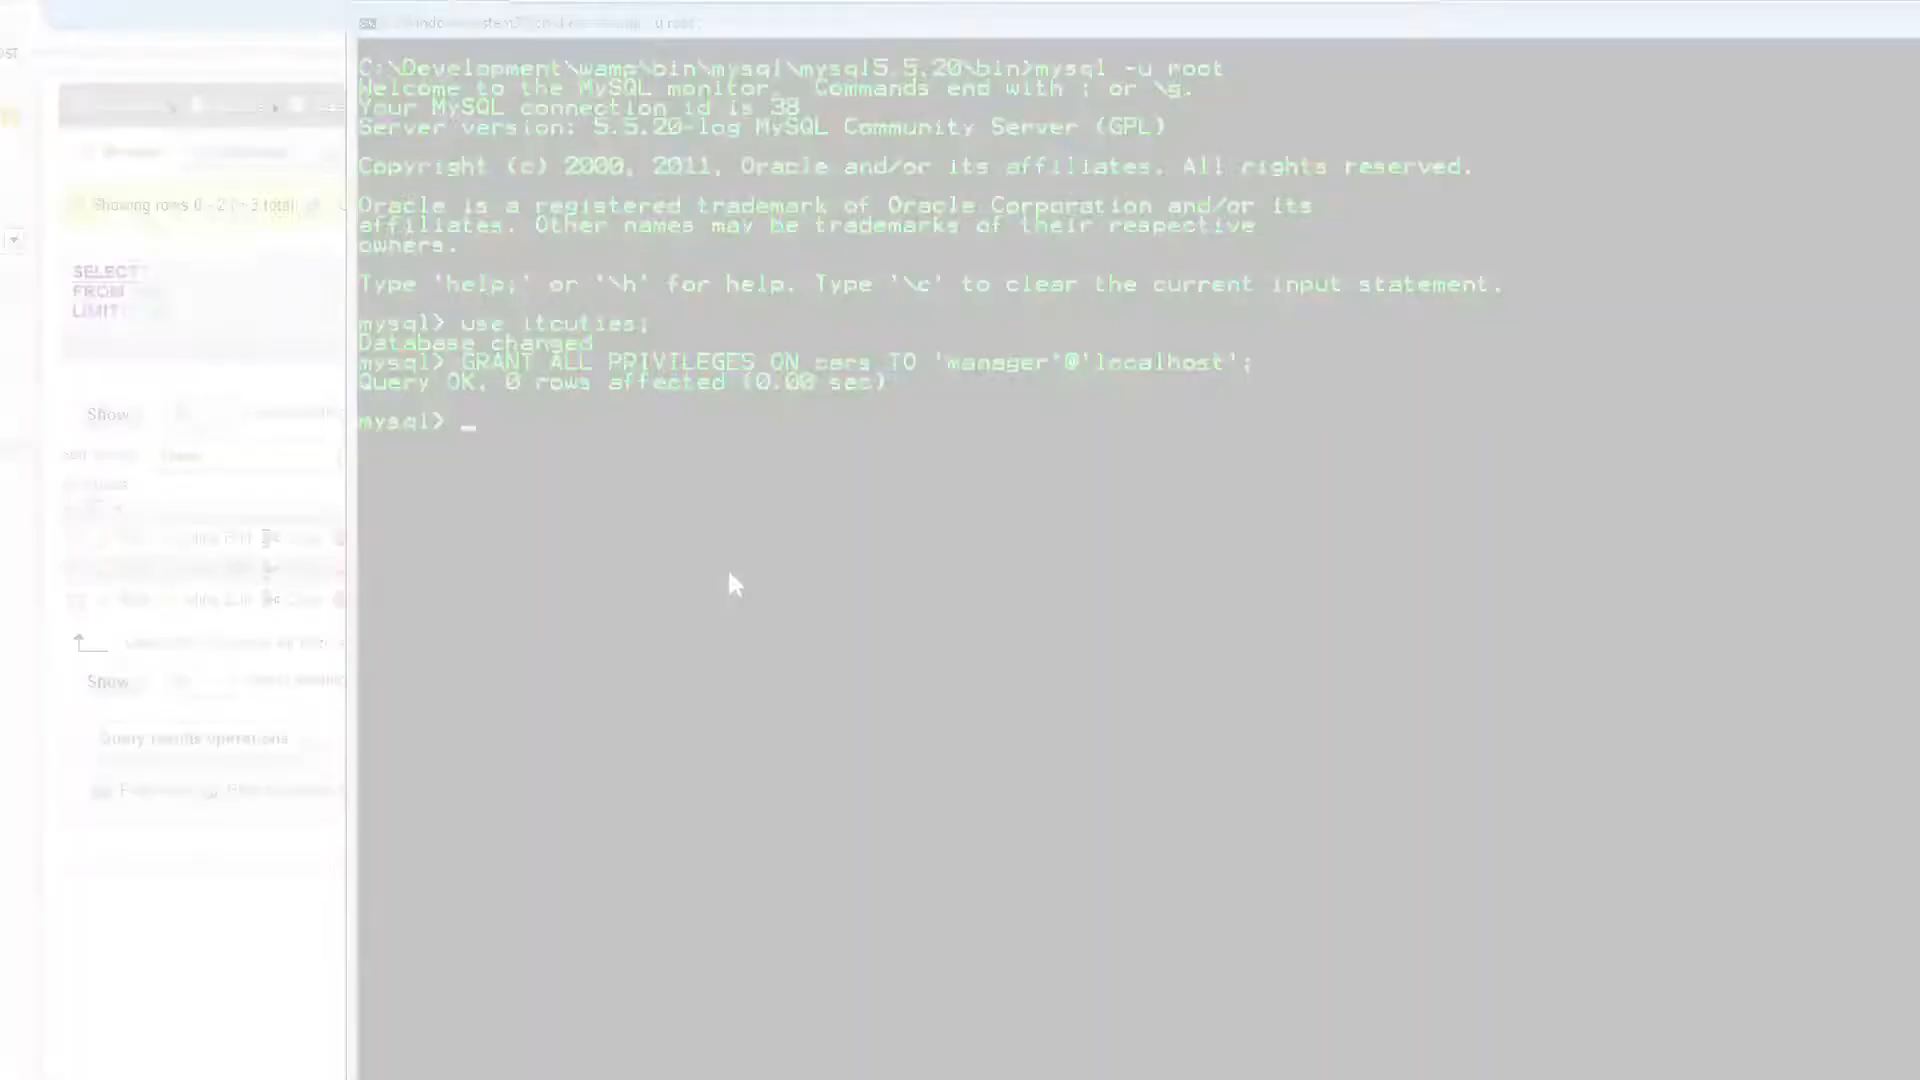 C:\Development\wamp\bin\mysql\mysql5.5.20\bin>mysql -u root
Welcome to the MySQL monitor.  Commands end with ; or \g.
Your MySQL connection id is 38
Server version: 5.5.20-log MySQL Community Server (GPL)
Copyright (c) 2000, 2011, Oracle and/or its affiliates. All rights reserved.
Oracle is a registered trademark of Oracle Corporation and/or its
affiliates. Other names may be trademarks of their respective
owners.
Type 'help;' or '\h' for help. Type '\c' to clear the current input statement.
mysql> use itcuties;
Database changed
mysql> GRANT ALL PRIVILEGES ON cars TO 'manager'@'localhost';
Query OK, 0 rows affected (0.00 sec)
mysql> _
Showing rows 0 - 2 ( ~ 3 total
SELECT
FROM
LIMIT
Show
Show
Query results operations